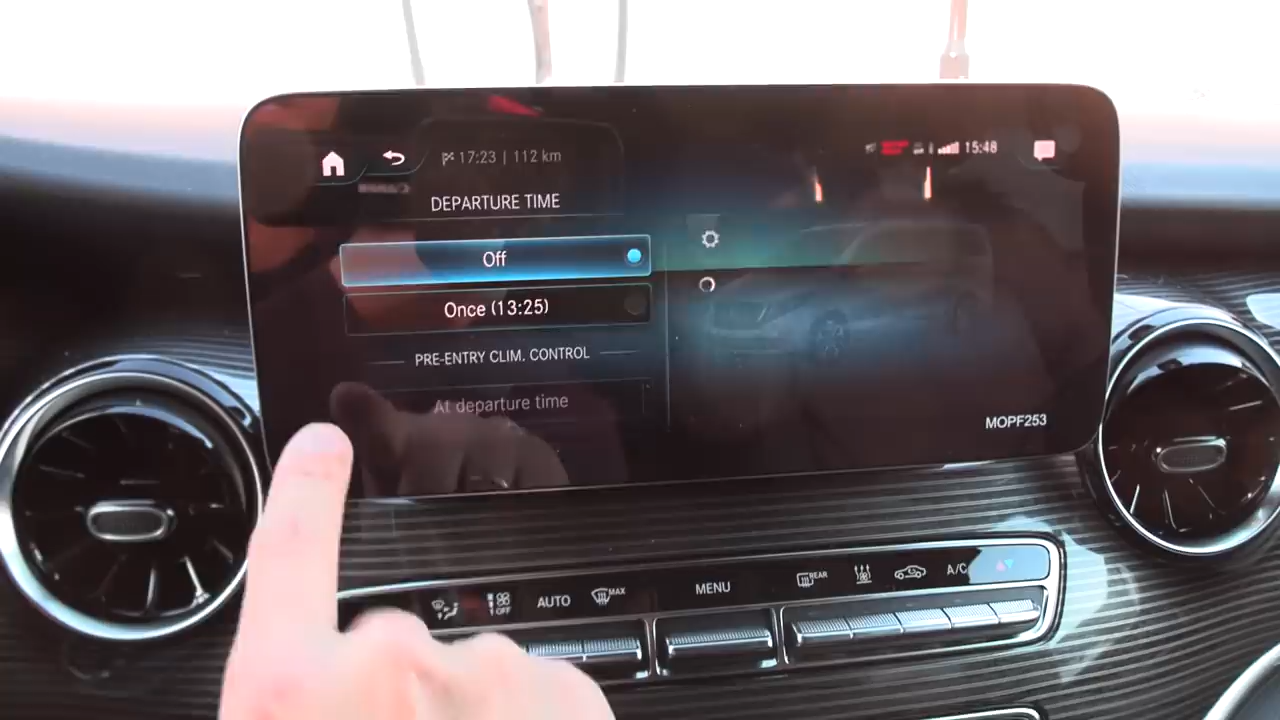 17:23 | 112 km
15:48
DEPARTURE TIME
Off
Once (13:25)
PRE-ENTRY CLIM. CONTROL
At departure time
MOPF253
OFF
AUTO
MAX
MENU
REAR
A/C